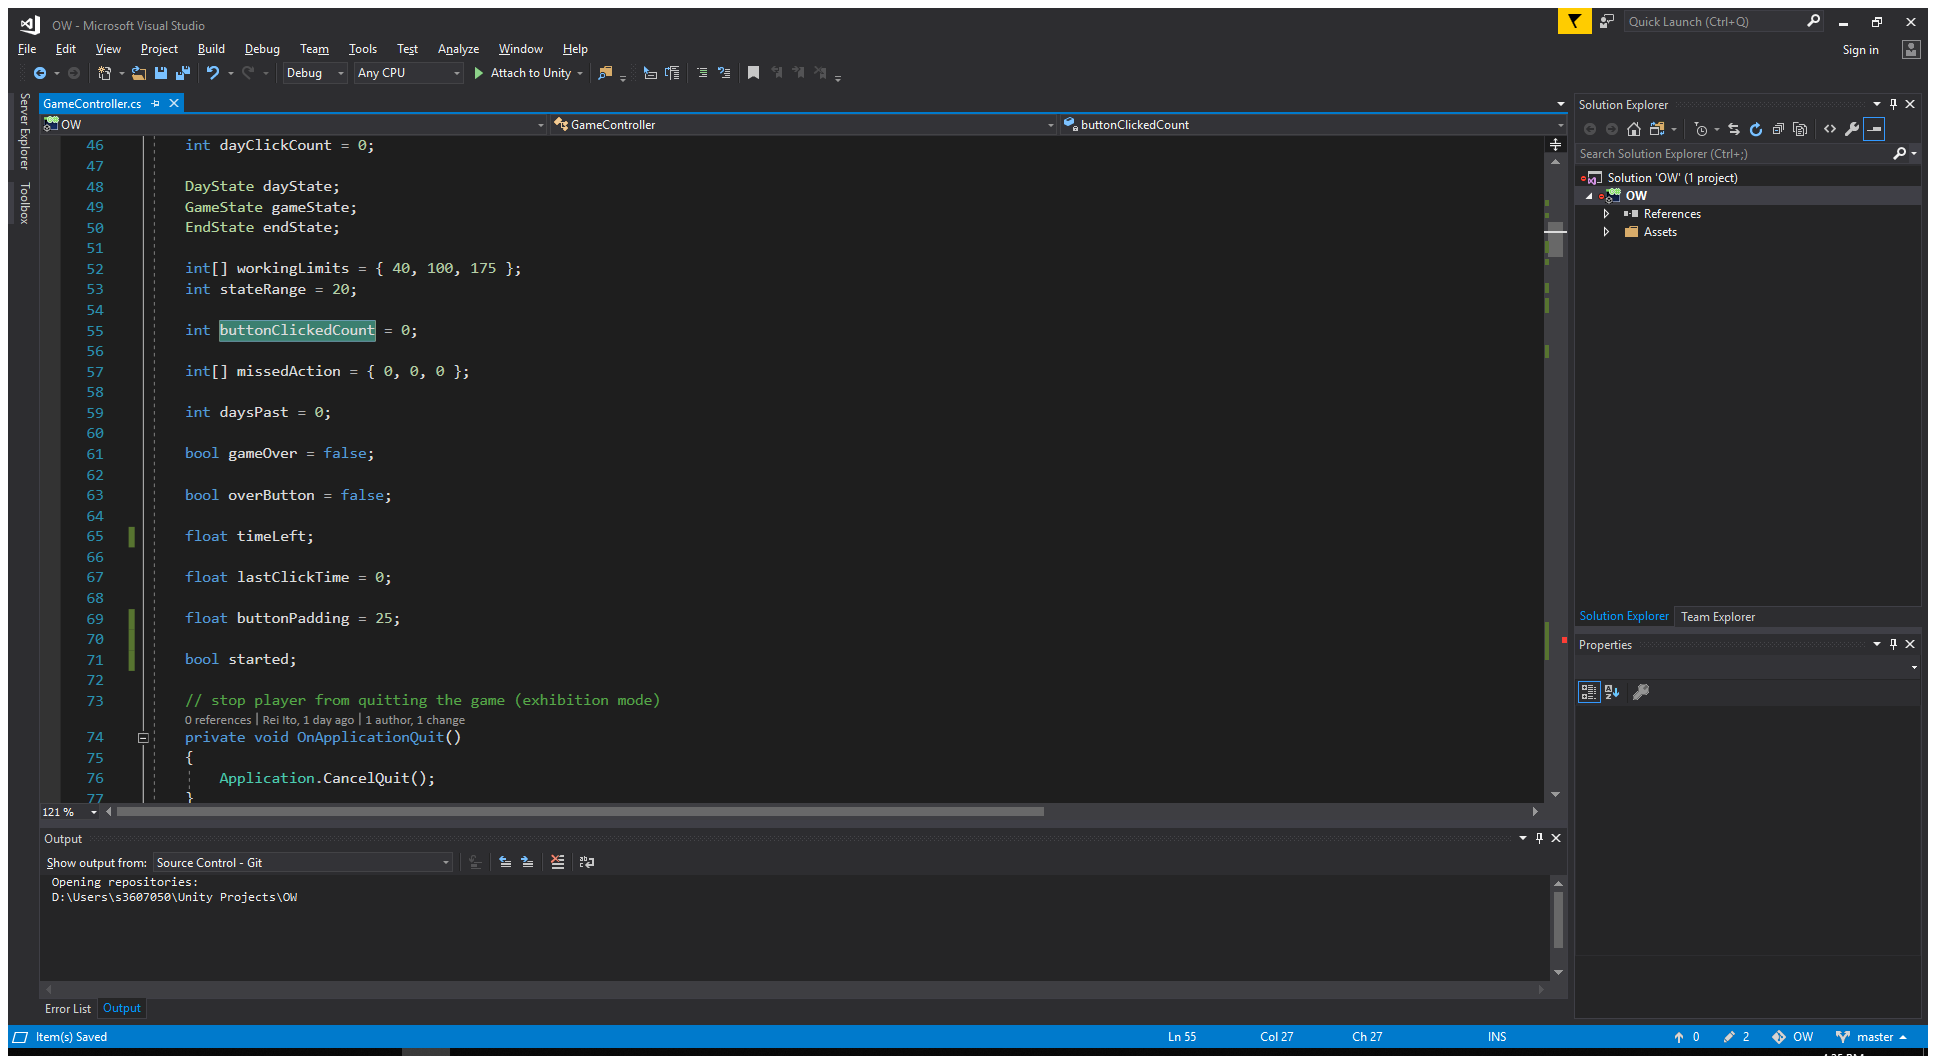 OW - Microsoft Visual Studio
Quick Launch (Ctrl+Q)
File Edit View Project Build Debug Team Tools Test Analyze Window Help
Sign in
Debug Any CPU Attach to Unity
Server Explorer
Toolbox
GameController.cs
OW GameController buttonClickedCount
46 int dayClickCount = 0;
47
48 DayState dayState;
49 GameState gameState;
50 EndState endState;
51
52 int[] workingLimits = { 40, 100, 175 };
53 int stateRange = 20;
54
55 int buttonClickedCount = 0;
56
57 int[] missedAction = { 0, 0, 0 };
58
59 int daysPast = 0;
60
61 bool gameOver = false;
62
63 bool overButton = false;
64
65 float timeLeft;
66
67 float lastClickTime = 0;
68
69 float buttonPadding = 25;
70
71 bool started;
72
73 // stop player from quitting the game (exhibition mode)
0 references | Rei Ito, 1 day ago | 1 author, 1 change
74 private void OnApplicationQuit()
75 {
76 Application.CancelQuit();
77 }
121 %
Output
Show output from: Source Control - Git
Opening repositories:
D:\Users\s3607050\Unity Projects\OW
Error List Output
Solution Explorer
Search Solution Explorer (Ctrl+;)
Solution 'OW' (1 project)
OW
References
Assets
Solution Explorer Team Explorer
Properties
Item(s) Saved Ln 55 Col 27 Ch 27 INS 0 2 OW master